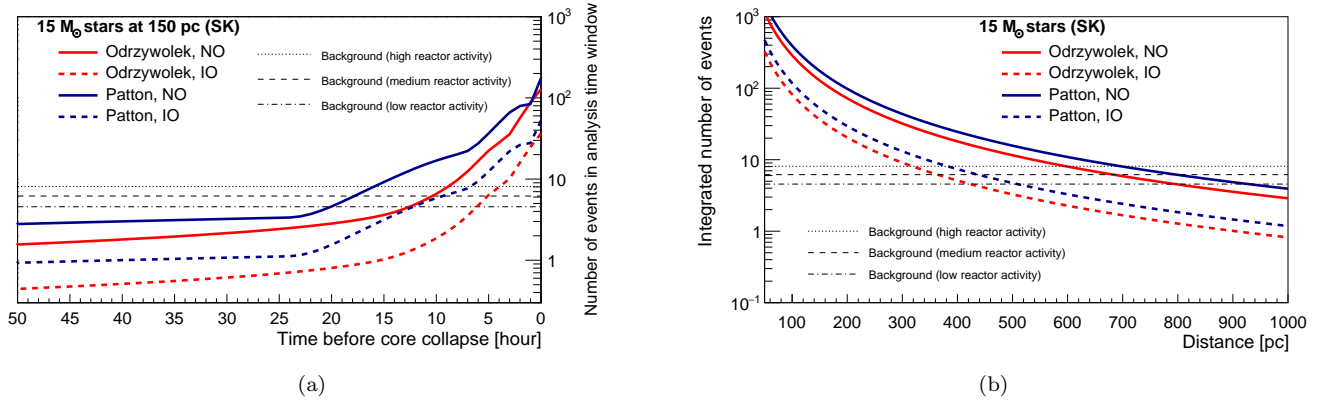 15 M⊙ stars at 150 pc (SK)
Odrzywolek, NO
Odrzywolek, IO
Patton, NO
Patton, IO
Background (high reactor activity)
Background (medium reactor activity)
Background (low reactor activity)
10³
10²
10
1
Number of events in analysis time window
50 45 40 35 30 25 20 15 10 5 0
Time before core collapse [hour]
(a)
15 M⊙ stars (SK)
Odrzywolek, NO
Odrzywolek, IO
Patton, NO
Patton, IO
Background (high reactor activity)
Background (medium reactor activity)
Background (low reactor activity)
Integrated number of events
10³
10²
10
1
10⁻¹
100 200 300 400 500 600 700 800 900 1000
Distance [pc]
(b)